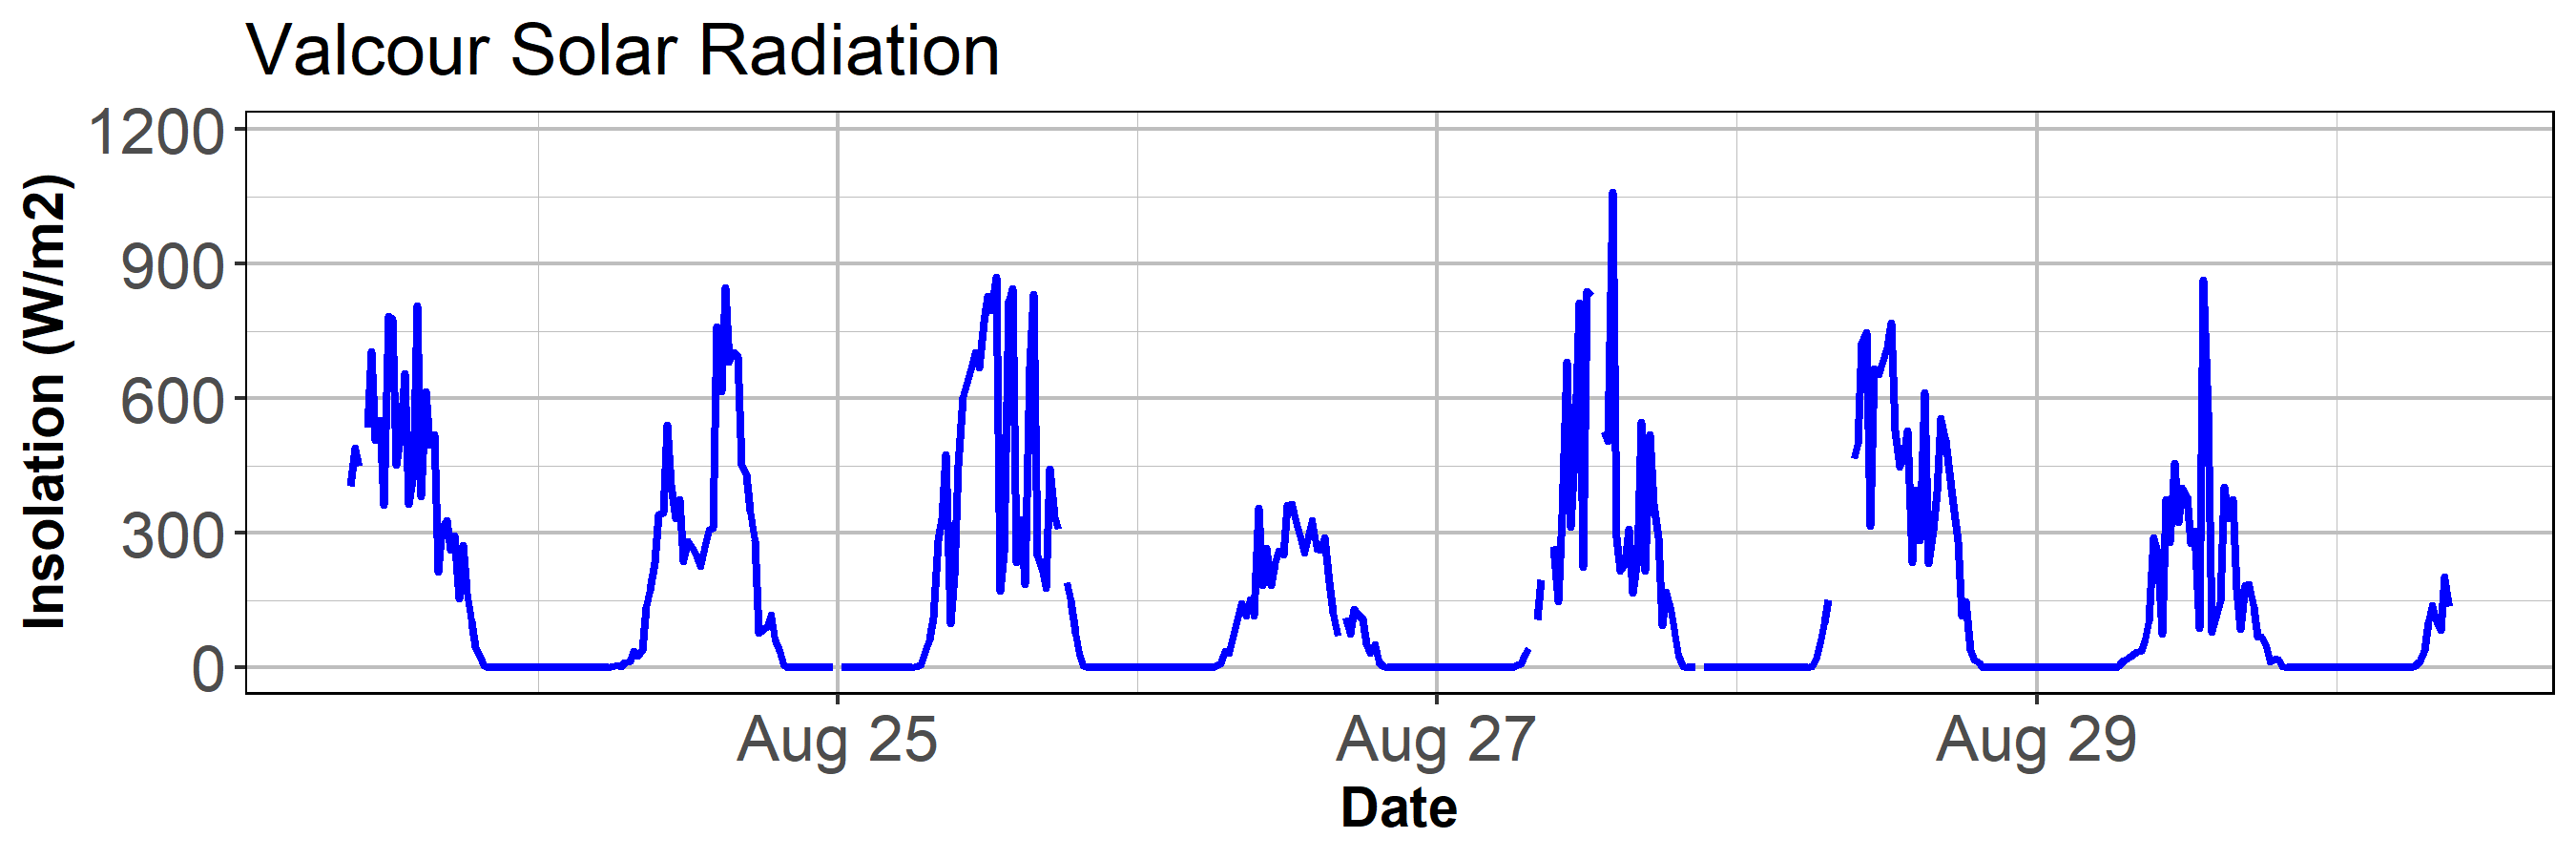 Valcour Solar Radiation
1200
900
600
300
0
Insolation (W/m2)
Aug 25
Aug 27
Aug 29
Date